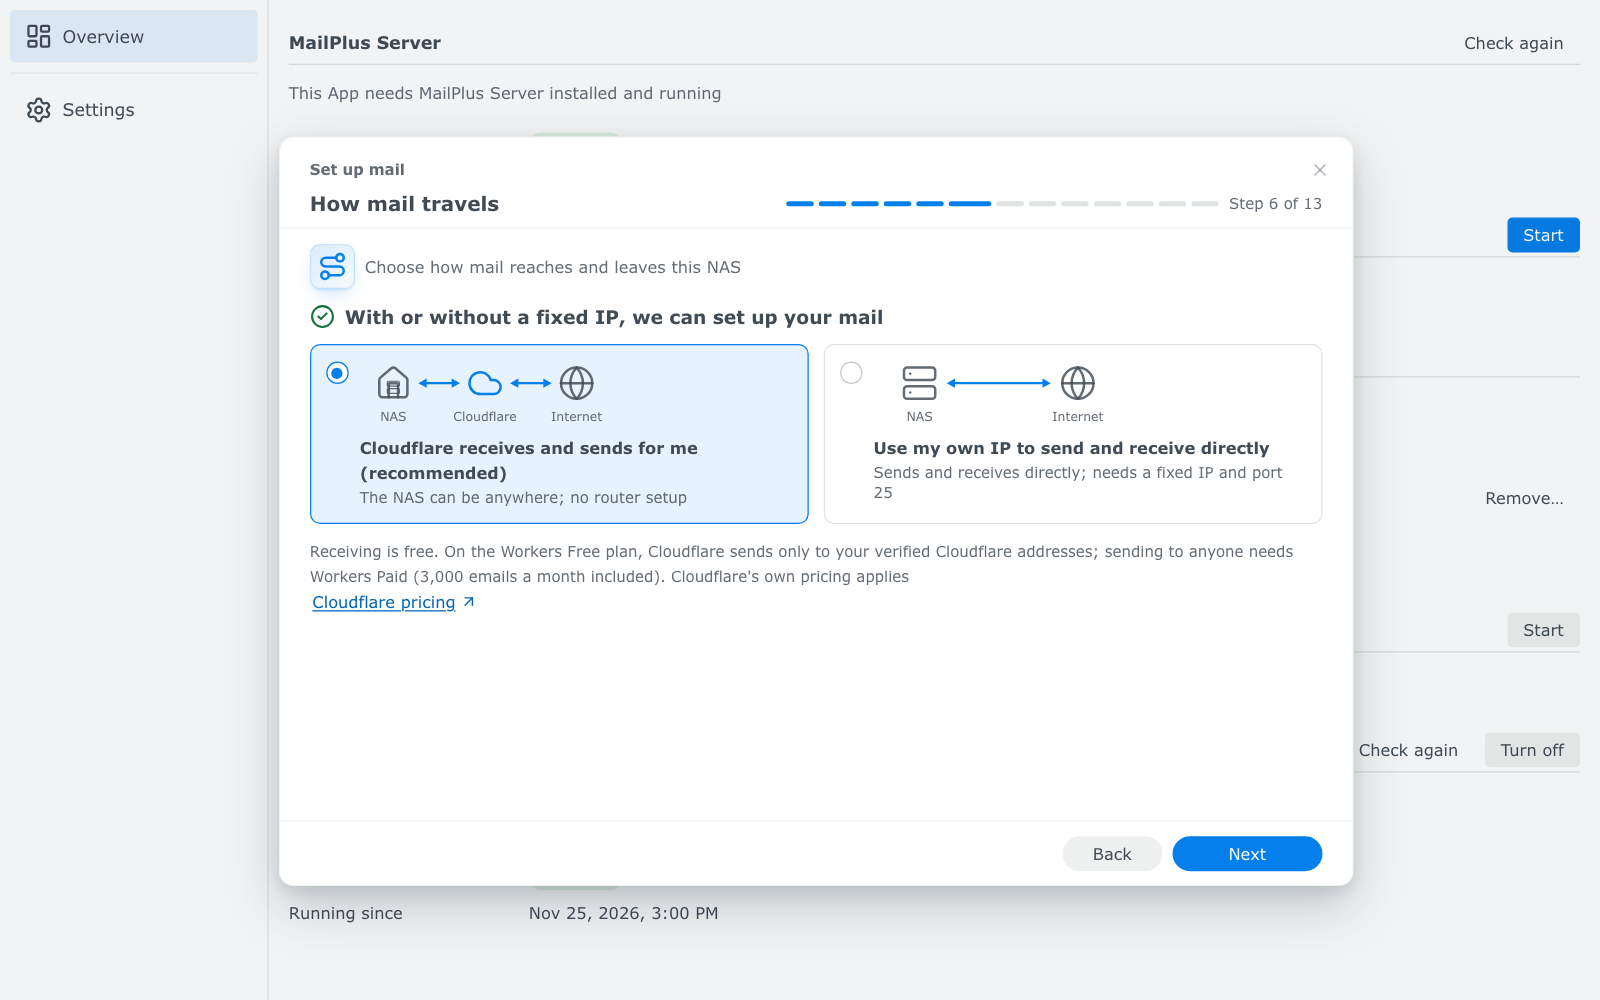 Overview
Settings
MailPlus Server
Check again
This App needs MailPlus Server installed and running
Set up mail
How mail travels
Step 6 of 13
Choose how mail reaches and leaves this NAS
With or without a fixed IP, we can set up your mail
NAS
Cloudflare
Internet
Cloudflare receives and sends for me
(recommended)
The NAS can be anywhere; no router setup
NAS
Internet
Use my own IP to send and receive directly
Sends and receives directly; needs a fixed IP and port
25
Receiving is free. On the Workers Free plan, Cloudflare sends only to your verified Cloudflare addresses; sending to anyone needs
Workers Paid (3,000 emails a month included). Cloudflare's own pricing applies
Cloudflare pricing
Back
Next
Start
Remove...
Start
Check again
Turn off
Running since
Nov 25, 2026, 3:00 PM